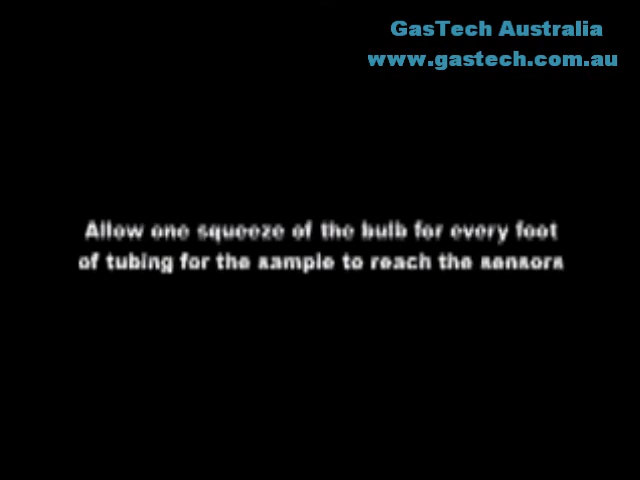 GasTech Australia
www.gastech.com.au
Allow one squeeze of the bulb for every foot
of tubing for the sample to reach the sensors